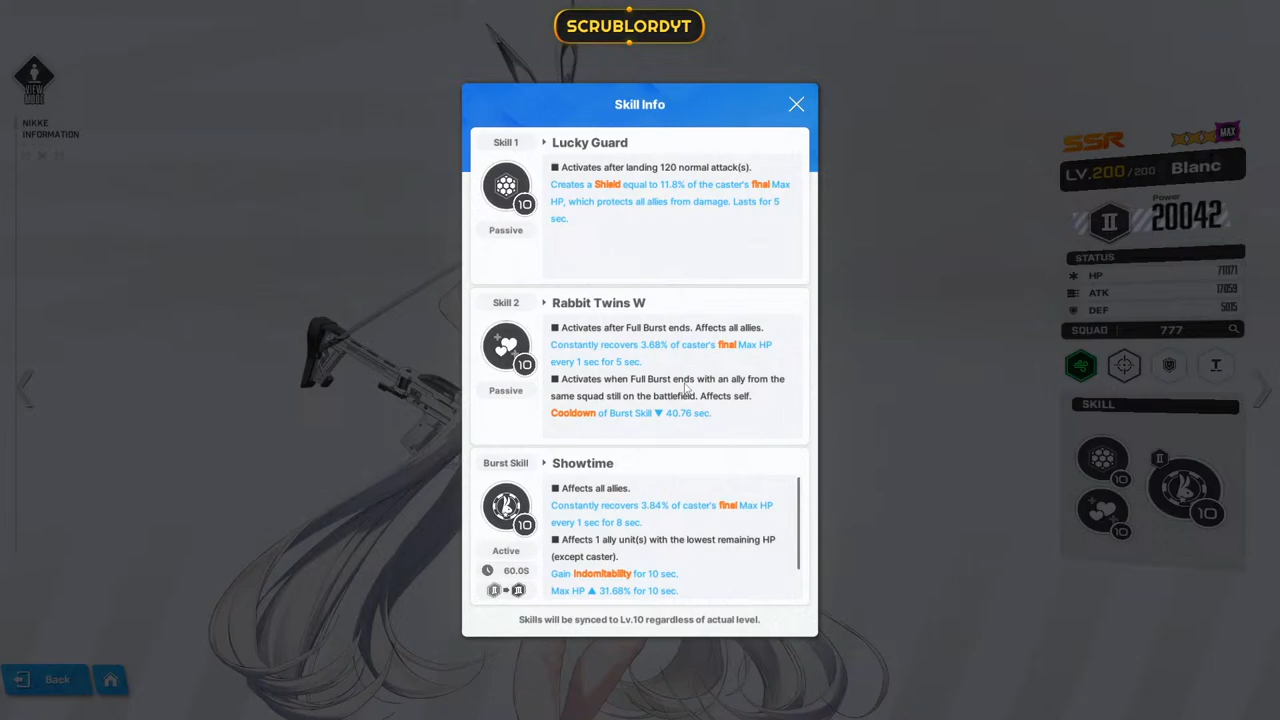 SCRUBLORDYT
VIEW
MODE
NIKKE
INFORMATION
Skill Info
Skill 1
Lucky Guard
10
Passive
■ Activates after landing 120 normal attack(s).
Creates a Shield equal to 11.8% of the caster's final Max
HP, which protects all allies from damage. Lasts for 5
sec.
Skill 2
Rabbit Twins W
10
Passive
■ Activates after Full Burst ends. Affects all allies.
Constantly recovers 3.68% of caster's final Max HP
every 1 sec for 5 sec.
■ Activates when Full Burst ends with an ally from the
same squad still on the battlefield. Affects self.
Cooldown of Burst Skill ▼ 40.76 sec.
Burst Skill
Showtime
10
Active
60.0S
■ Affects all allies.
Constantly recovers 3.84% of caster's final Max HP
every 1 sec for 8 sec.
■ Affects 1 ally unit(s) with the lowest remaining HP
(except caster).
Gain Indomitability for 10 sec.
Max HP ▲ 31.68% for 10 sec.
Skills will be synced to Lv.10 regardless of actual level.
SSR
MAX
LV.200 /200 Blanc
Power
II
20042
STATUS
HP
ATK 17059
DEF 5015
SQUAD 777
SKILL
10
II
10
10
Back